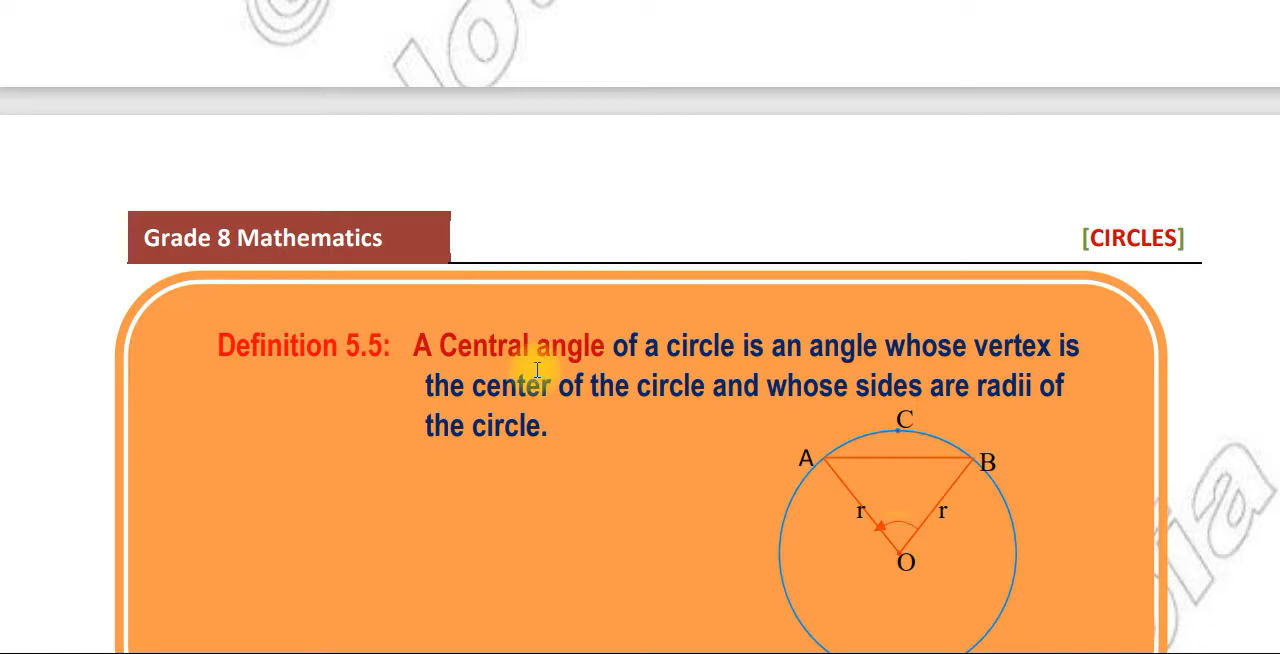 Grade 8 Mathematics
[CIRCLES]
Definition 5.5: A Central angle of a circle is an angle whose vertex is
the center of the circle and whose sides are radii of
the circle.
C
A
B
r
r
O